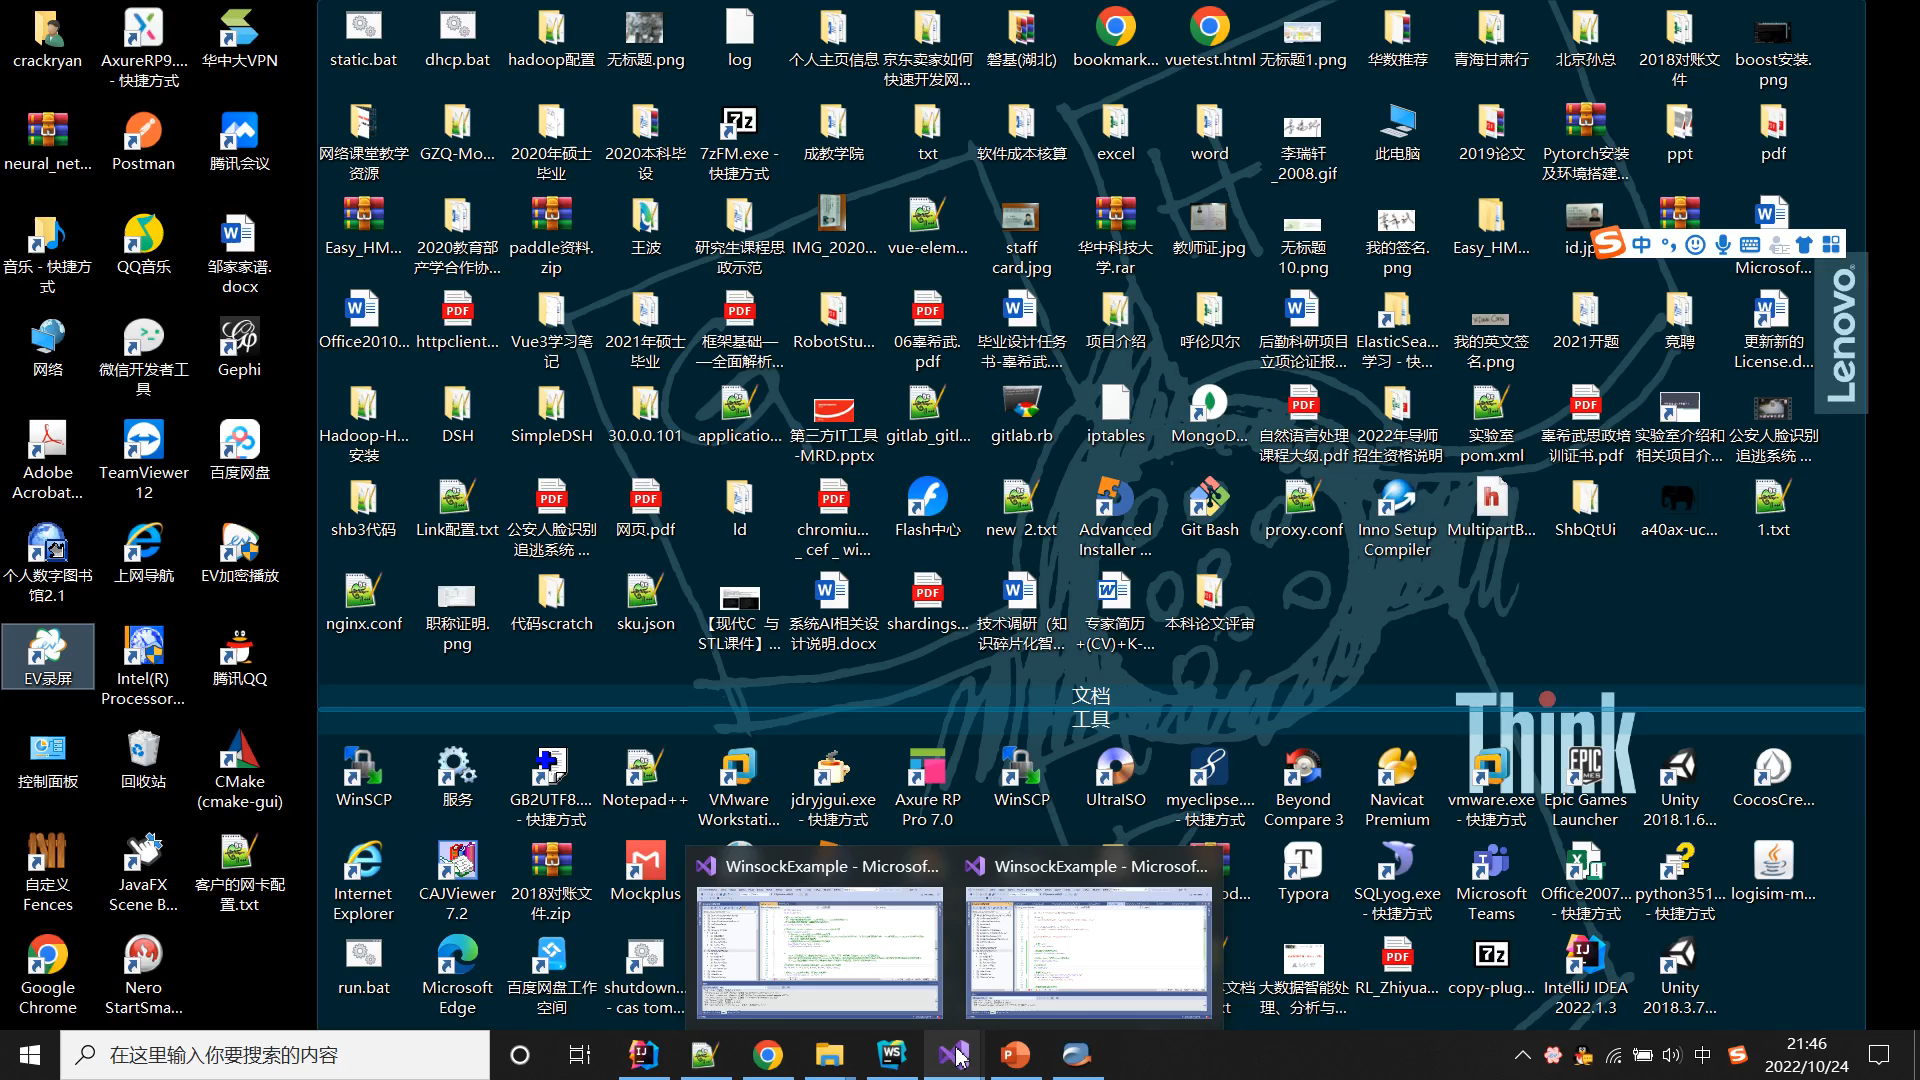 crackryan
AxureRP9....
- 快捷方式
华中大VPN
static.bat
dhcp.bat
hadoop配置
无标题.png
log
个人主页信息
京东卖家如何
快速开发网...
磐基(湖北)
bookmark...
vuetest.html
无标题1.png
华数推荐
青海甘肃行
北京孙总
2018对账文
件
boost安装.
png
neural_net...
Postman
腾讯会议
网络课堂教学
资源
GZQ-Mo...
2020年硕士
毕业
2020本科毕
设
7zFM.exe -
快捷方式
成教学院
txt
软件成本核算
excel
word
李瑞轩
_2008.gif
此电脑
2019论文
Pytorch安装
及环境搭建...
ppt
pdf
音乐 - 快捷方
式
QQ音乐
邹家家谱.
docx
Easy_HM...
2020教育部
产学合作协...
paddle资料.
zip
王波
研究生课程思
政示范
IMG_2020...
vue-elem...
staff
card.jpg
华中科技大
学.rar
教师证.jpg
无标题
10.png
我的签名.
png
Easy_HM...
中
Microsof...
Lenovo
网络
微信开发者工
具
Gephi
Office2010...
httpclient...
Vue3学习笔
记
2021年硕士
毕业
框架基础—
—全面解析...
RobotStu...
06辜希武.
pdf
毕业设计任务
书-辜希武....
项目介绍
呼伦贝尔
后勤科研项目
立项论证报...
ElasticSea...
学习 - 快...
我的英文签
名.png
2021开题
竞聘
更新新的
License.d...
Adobe
Acrobat...
TeamViewer
12
百度网盘
Hadoop-H...
安装
DSH
SimpleDSH
30.0.0.101
applicatio...
第三方IT工具
-MRD.pptx
gitlab_gitl...
gitlab.rb
iptables
MongoD...
自然语言处理
课程大纲.pdf
2022年导师
招生资格说明
实验室
pom.xml
辜希武思政培
训证书.pdf
实验室介绍和
相关项目介...
公安人脸识别
追逃系统 ...
个人数字图书
馆2.1
上网导航
EV加密播放
shb3代码
Link配置.txt
公安人脸识别
追逃系统 ...
网页.pdf
ld
chromiu...
_ cef _ wi...
Flash中心
new 2.txt
Advanced
Installer ...
Git Bash
proxy.conf
Inno Setup
Compiler
MultipartB...
ShbQtUi
a40ax-uc...
1.txt
EV录屏
Intel(R)
Processor...
腾讯QQ
nginx.conf
职称证明.
png
代码scratch
sku.json
【现代C 与
STL课件】...
系统AI相关设
计说明.docx
shardings...
技术调研（知
识碎片化智...
专家简历
+(CV)+K-...
本科论文评审
文档
工具
Think
控制面板
回收站
CMake
(cmake-gui)
WinSCP
服务
GB2UTF8....
- 快捷方式
Notepad++
VMware
Workstati...
jdryjgui.exe
- 快捷方式
Axure RP
Pro 7.0
WinSCP
UltraISO
myeclipse....
- 快捷方式
Beyond
Compare 3
Navicat
Premium
vmware.exe
- 快捷方式
Epic Games
Launcher
Unity
2018.1.6...
CocosCre...
自定义
Fences
JavaFX
Scene B...
客户的网卡配
置.txt
Internet
Explorer
CAJViewer
7.2
2018对账文
件.zip
Mockplus
WinsockExample - Microsof...
WinsockExample - Microsof...
Typora
SQLyog.exe
- 快捷方式
Microsoft
Teams
Office2007...
- 快捷方式
python351...
- 快捷方式
logisim-m...
Google
Chrome
Nero
StartSma...
run.bat
Microsoft
Edge
百度网盘工作
空间
shutdown...
- cas tom...
大数据智能处
理、分析与...
RL_Zhiyua...
copy-plug...
IntelliJ IDEA
2022.1.3
Unity
2018.3.7...
在这里输入你要搜索的内容
中
21:46
2022/10/24